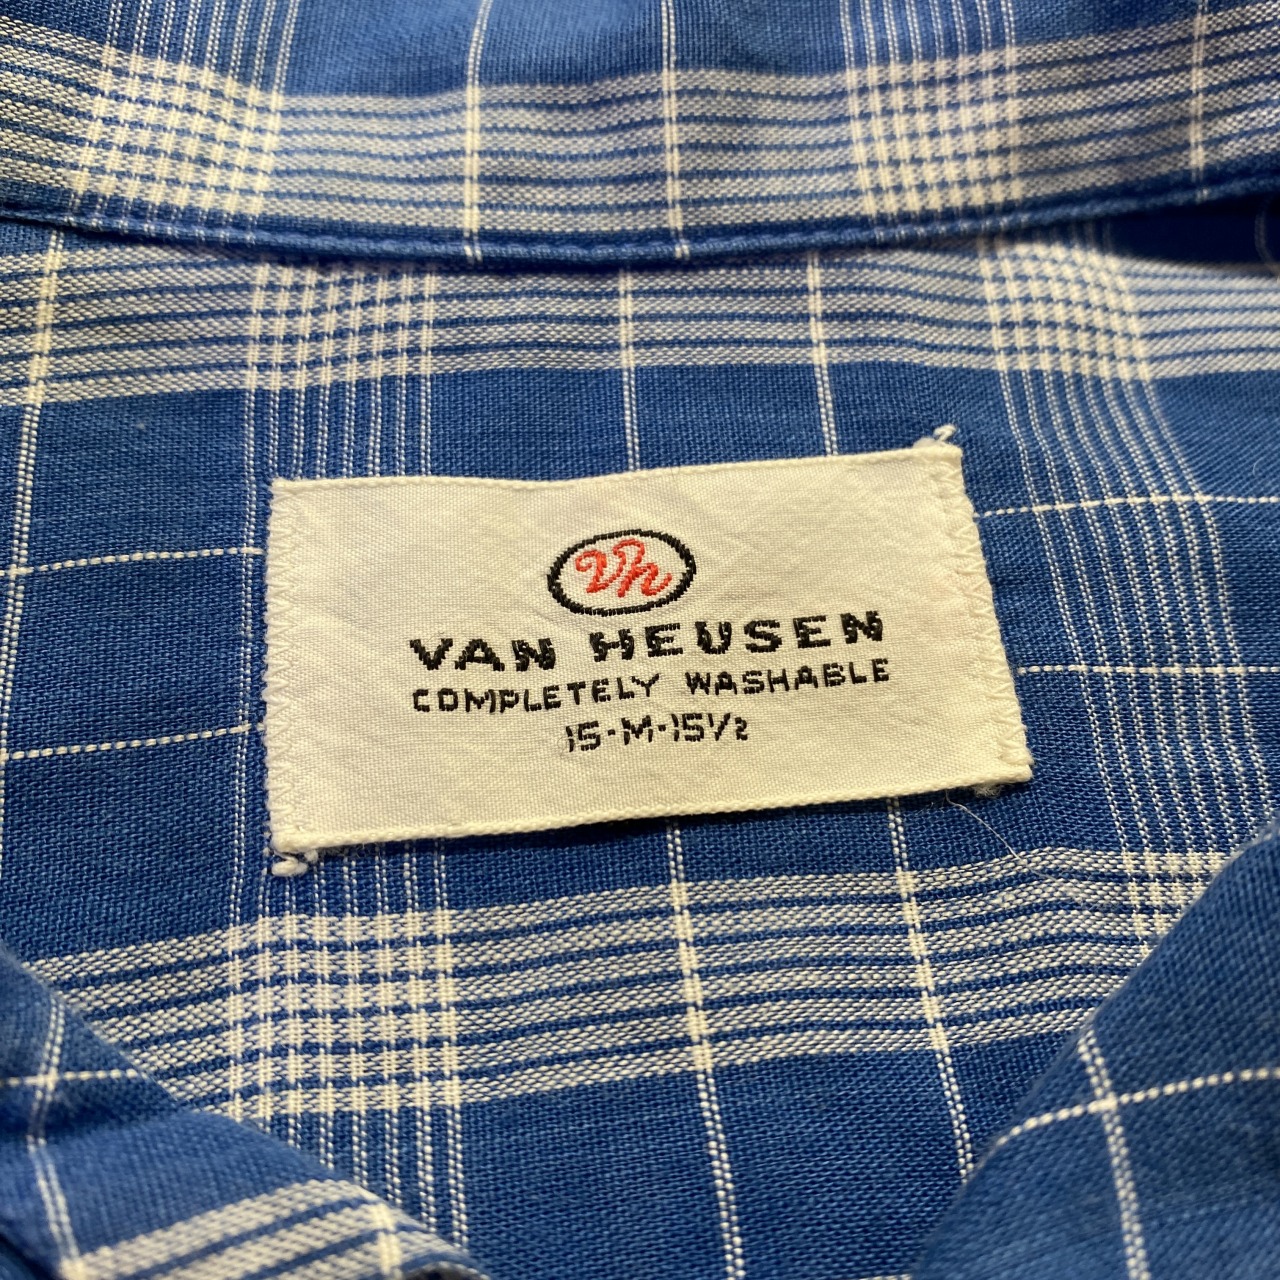 Vh
VAN HEUSEN
COMPLETELY WASHABLE
15·M·15½